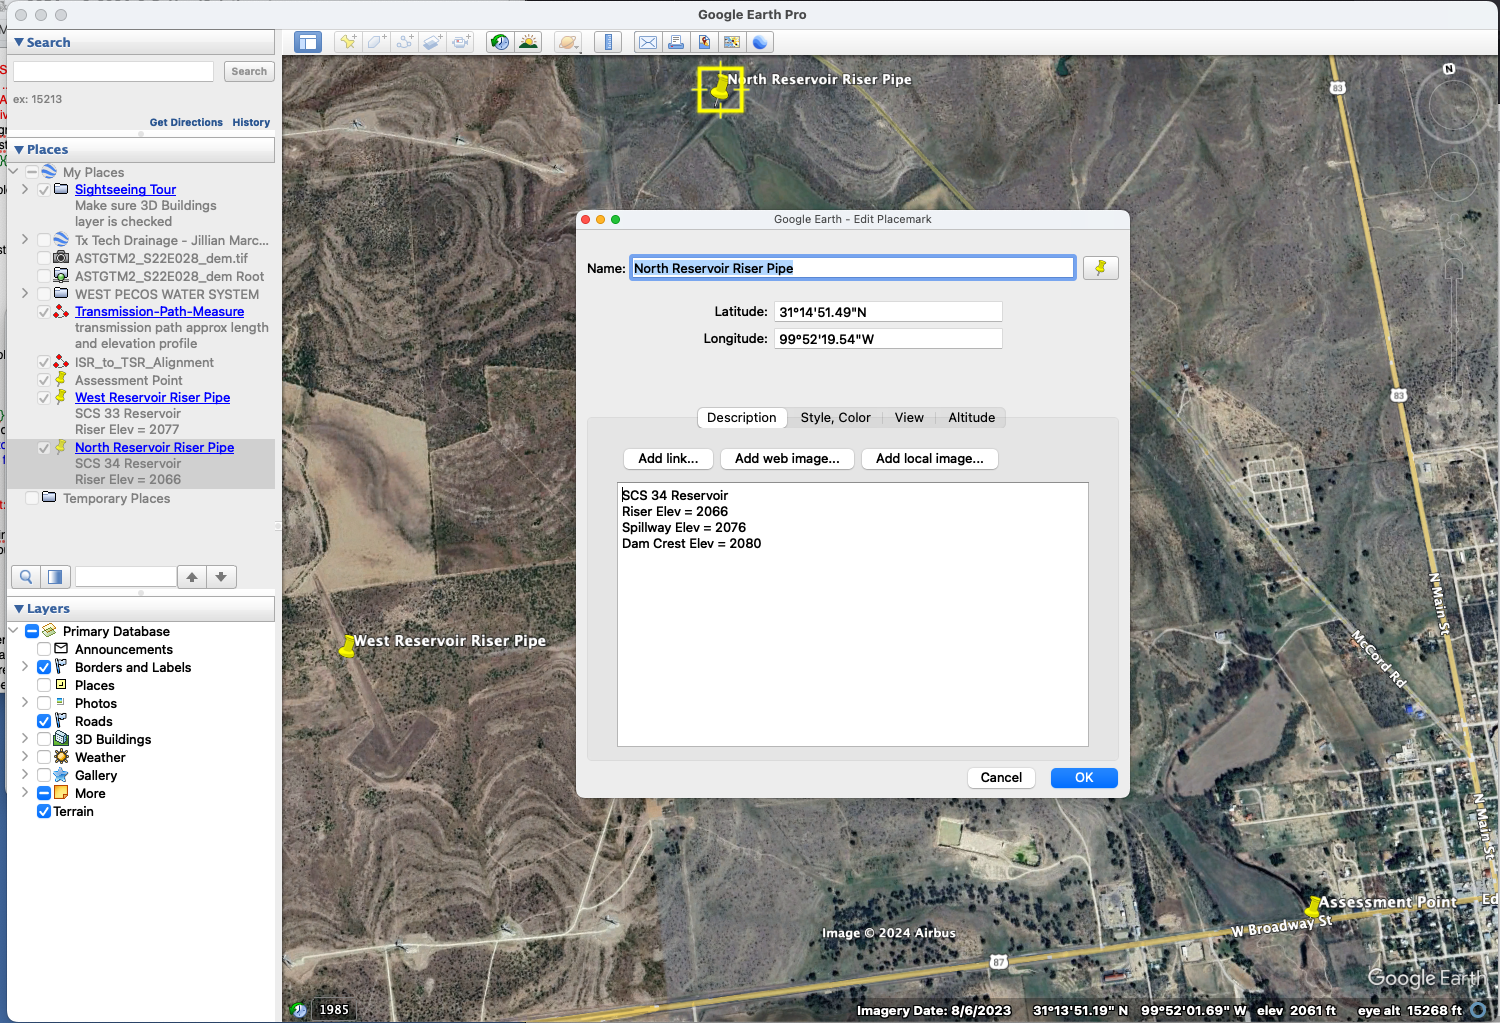 Google Earth Pro
Search
Search
ex: 15213
Get Directions History
Places
My Places
Sightseeing Tour
Make sure 3D Buildings
layer is checked
Tx Tech Drainage - Jillian Marc...
ASTGTM2_S22E028_dem.tif
ASTGTM2_S22E028_dem Root
WEST PECOS WATER SYSTEM
Transmission-Path-Measure
transmission path approx length
and elevation profile
ISR_to_TSR_Alignment
Assessment Point
West Reservoir Riser Pipe
SCS 33 Reservoir
Riser Elev = 2077
North Reservoir Riser Pipe
SCS 34 Reservoir
Riser Elev = 2066
Temporary Places
Layers
Primary Database
Announcements
Borders and Labels
Places
Photos
Roads
3D Buildings
Weather
Gallery
More
Terrain
North Reservoir Riser Pipe
N
83
Google Earth - Edit Placemark
Name: North Reservoir Riser Pipe
Latitude: 31°14'51.49"N
Longitude: 99°52'19.54"W
Description Style, Color View Altitude
Add link... Add web image... Add local image...
SCS 34 Reservoir
Riser Elev = 2066
Spillway Elev = 2076
Dam Crest Elev = 2080
Cancel OK
83
N Main St
McCord Rd
West Reservoir Riser Pipe
N Main St
Assessment Point
Ed
W Broadway St
87
Image © 2024 Airbus
Google Earth
1985
Imagery Date: 8/6/2023 31°13'51.19" N 99°52'01.69" W elev 2061 ft eye alt 15268 ft